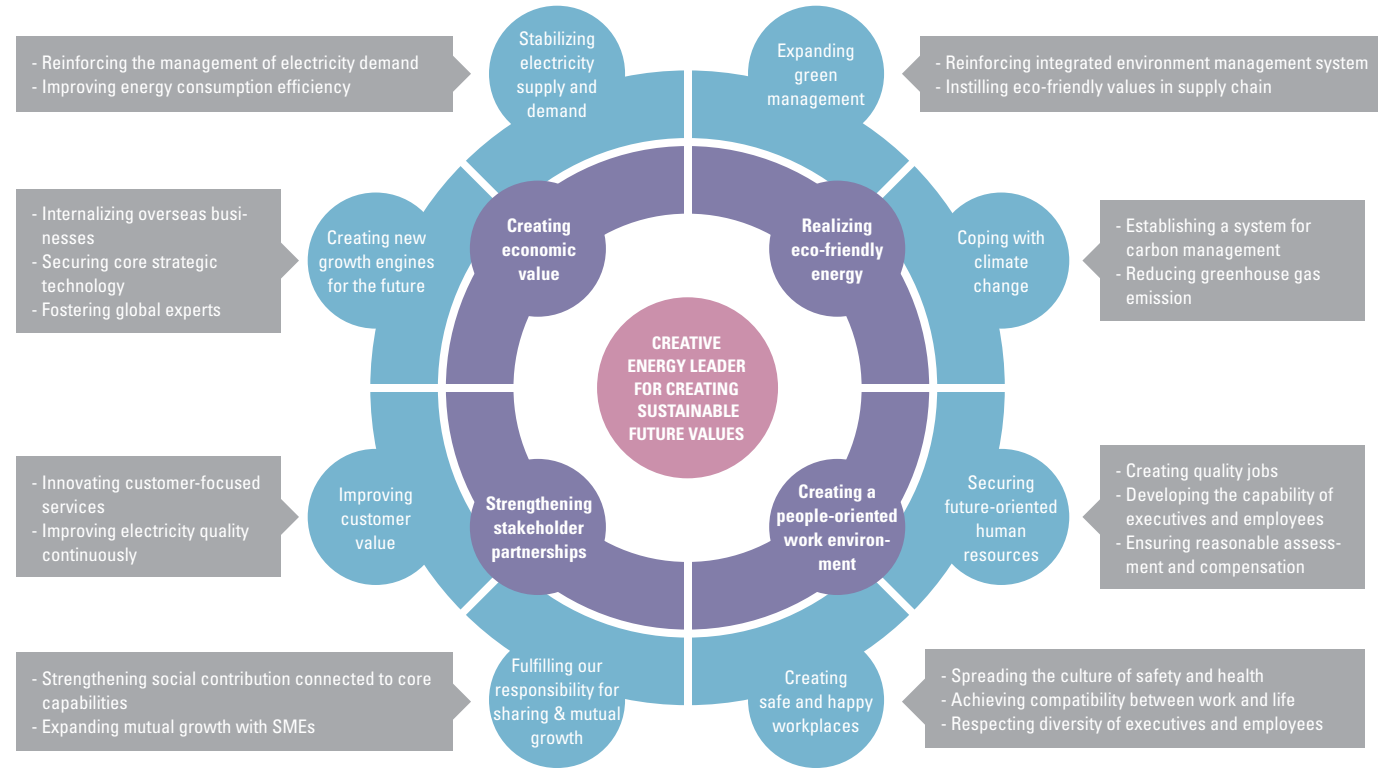 Stabilizing
electricity
supply and
demand
Expanding
green
management
- Reinforcing the management of electricity demand
- Improving energy consumption efficiency
- Reinforcing integrated environment management system
- Instilling eco-friendly values in supply chain
- Internalizing overseas busi-
nesses
- Securing core strategic
technology
- Fostering global experts
Creating new
growth engines
for the future
Creating
economic
value
Realizing
eco-friendly
energy
Coping with
climate
change
- Establishing a system for
carbon management
- Reducing greenhouse gas
emission
CREATIVE
ENERGY LEADER
FOR CREATING
SUSTAINABLE
FUTURE VALUES
- Innovating customer-focused
services
- Improving electricity quality
continuously
Improving
customer
value
Strengthening
stakeholder
partnerships
Creating a
people-oriented
work environ-
ment
Securing
future-oriented
human
resources
- Creating quality jobs
- Developing the capability of
executives and employees
- Ensuring reasonable assess-
ment and compensation
- Strengthening social contribution connected to core
capabilities
- Expanding mutual growth with SMEs
Fulfilling our
responsibility for
sharing & mutual
growth
Creating
safe and happy
workplaces
- Spreading the culture of safety and health
- Achieving compatibility between work and life
- Respecting diversity of executives and employees